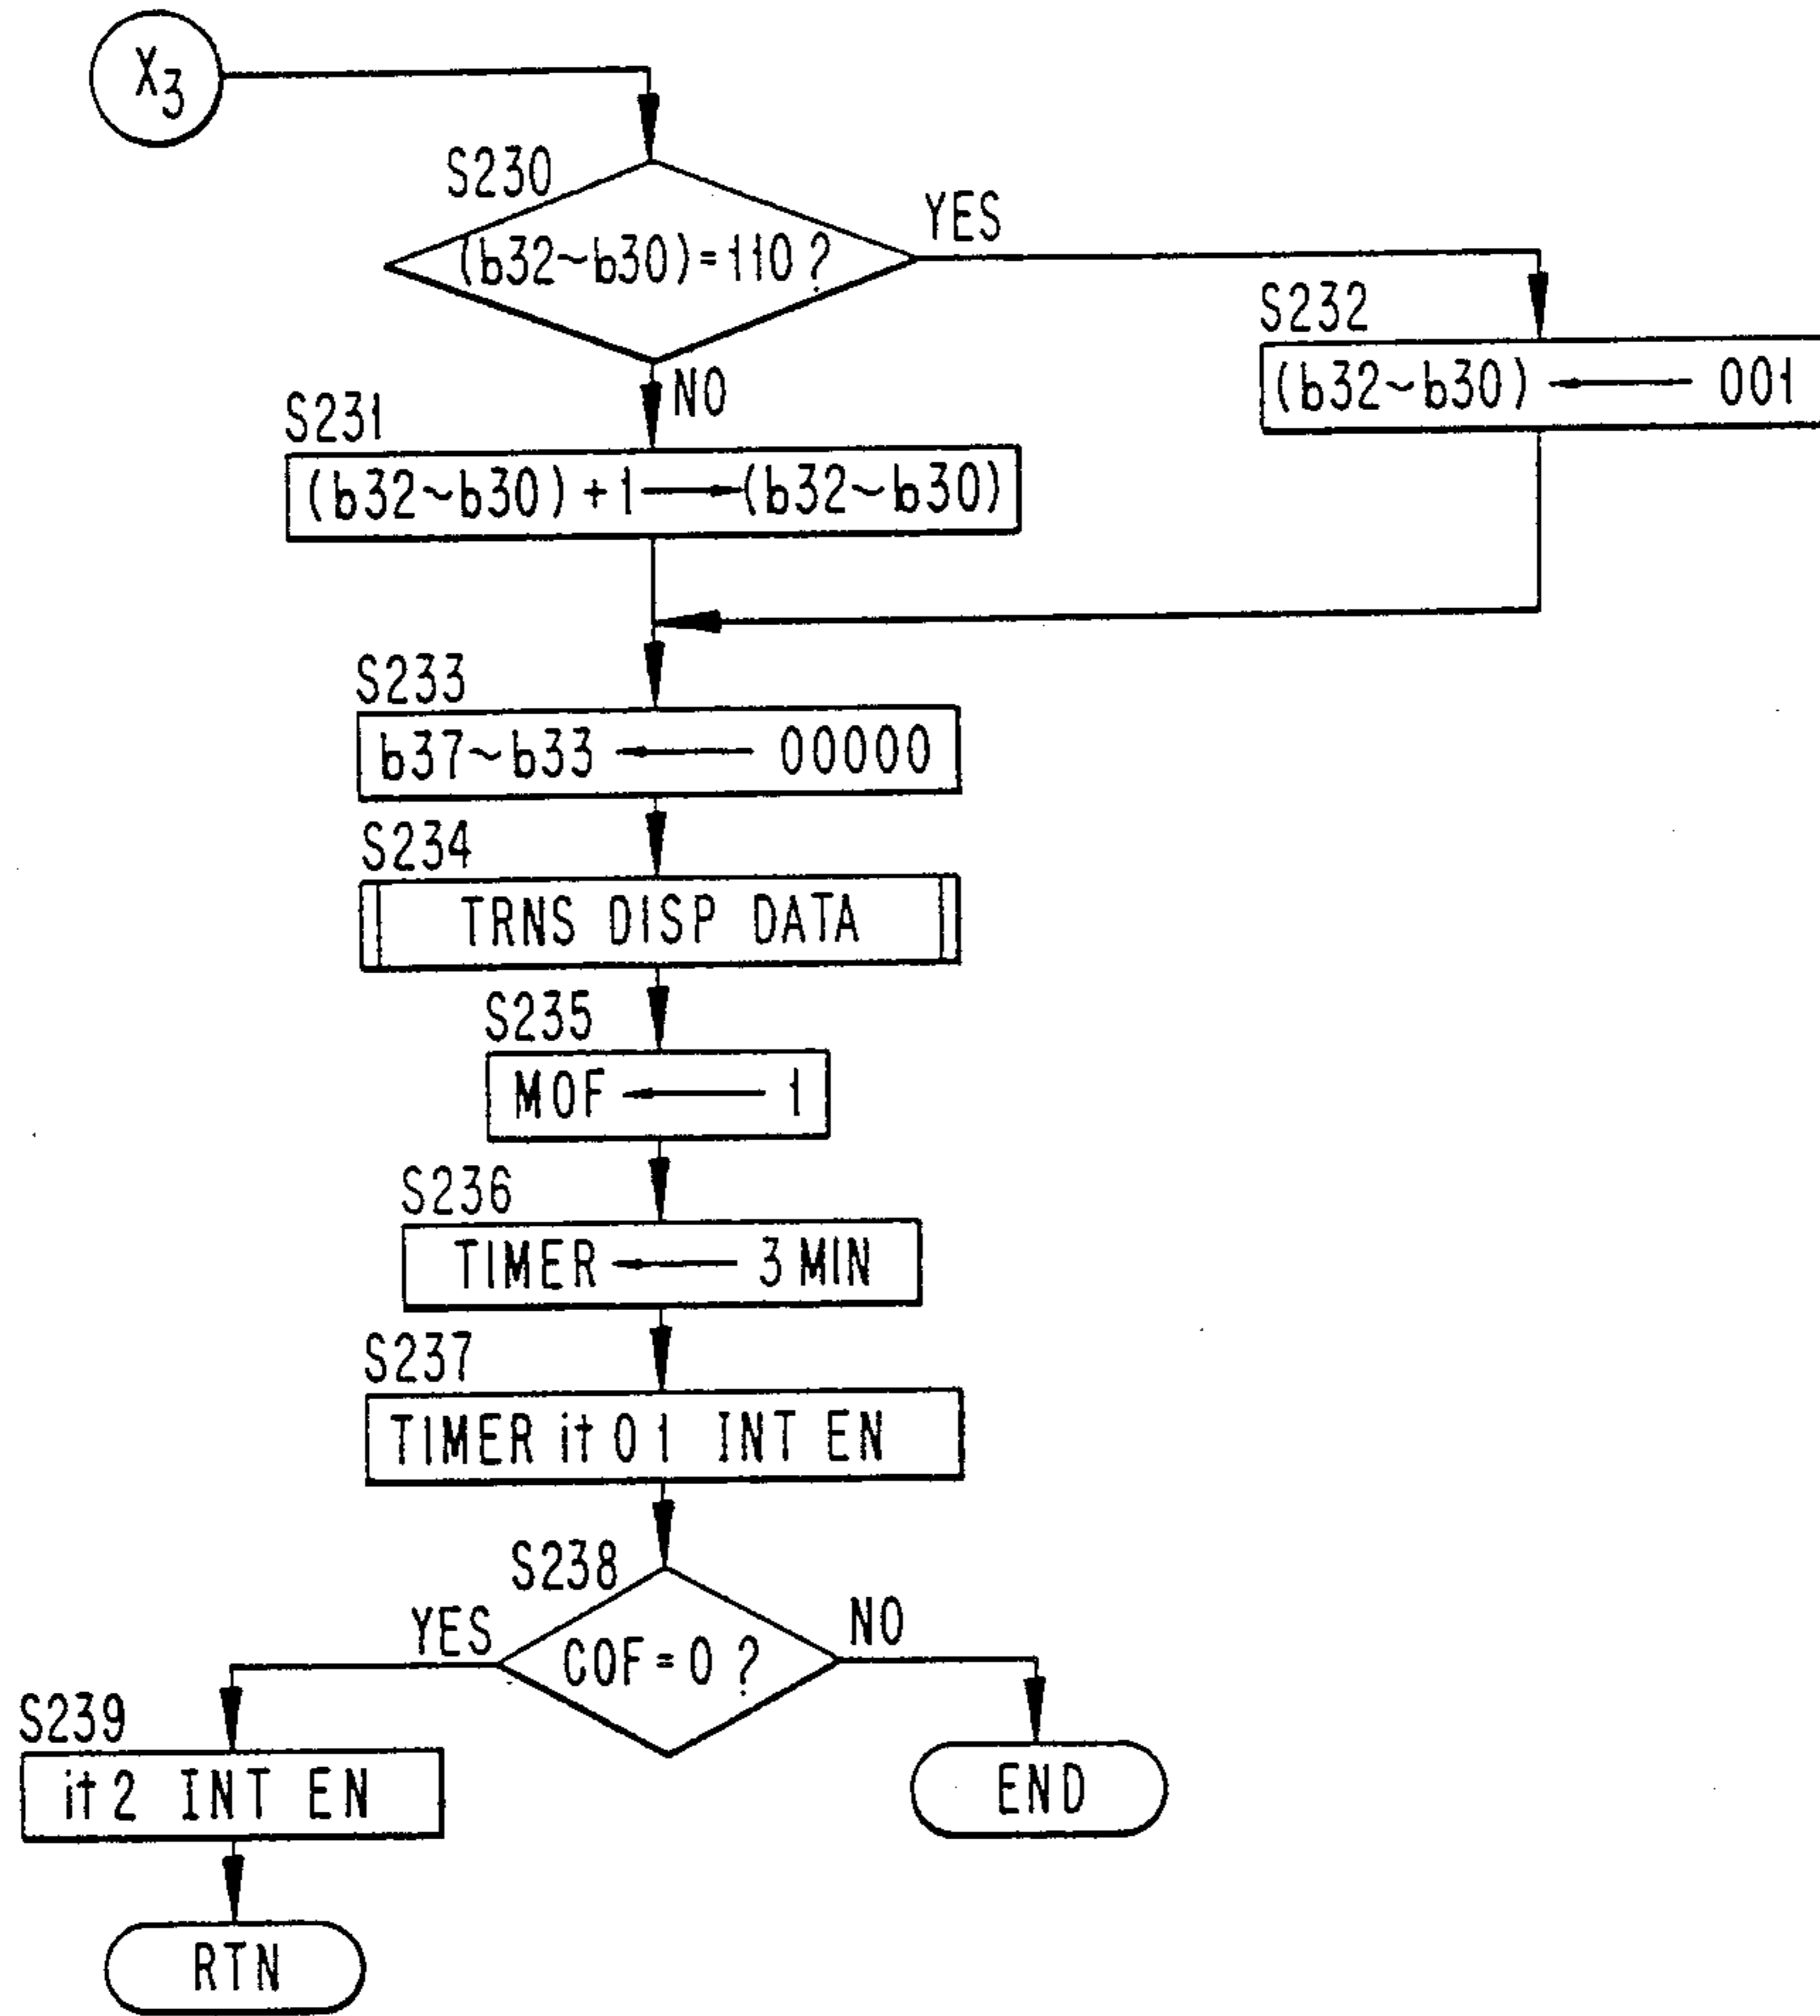 X3
S230
(b32~b30)=110?
YES
NO
S232
(b32~b30) ← 001
S231
(b32~b30)+1→(b32~b30)
S233
b37~b33 ← 00000
S234
TRNS DISP DATA
S235
MOF ← 1
S236
TIMER ← 3 MIN
S237
TIMER it 0 1 INT EN
S238
COF=0?
YES
NO
S239
it 2 INT EN
END
RTN